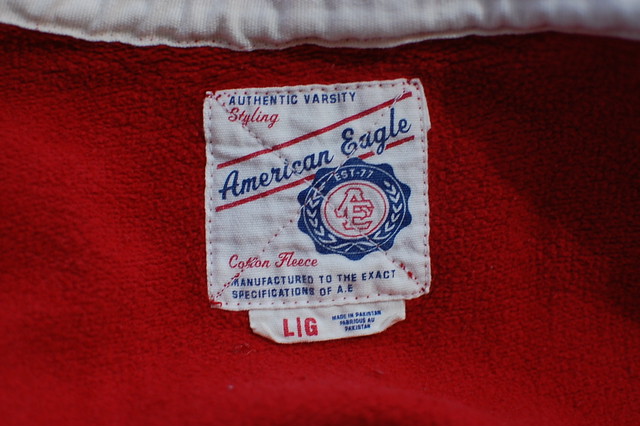 AUTHENTIC VARSITY
Styling
American Eagle
EST-77
AE
Cotton Fleece
MANUFACTURED TO THE EXACT
SPECIFICATIONS OF A.E
L|G
MADE IN PAKISTAN
FABRIQUE AU
PAKISTAN